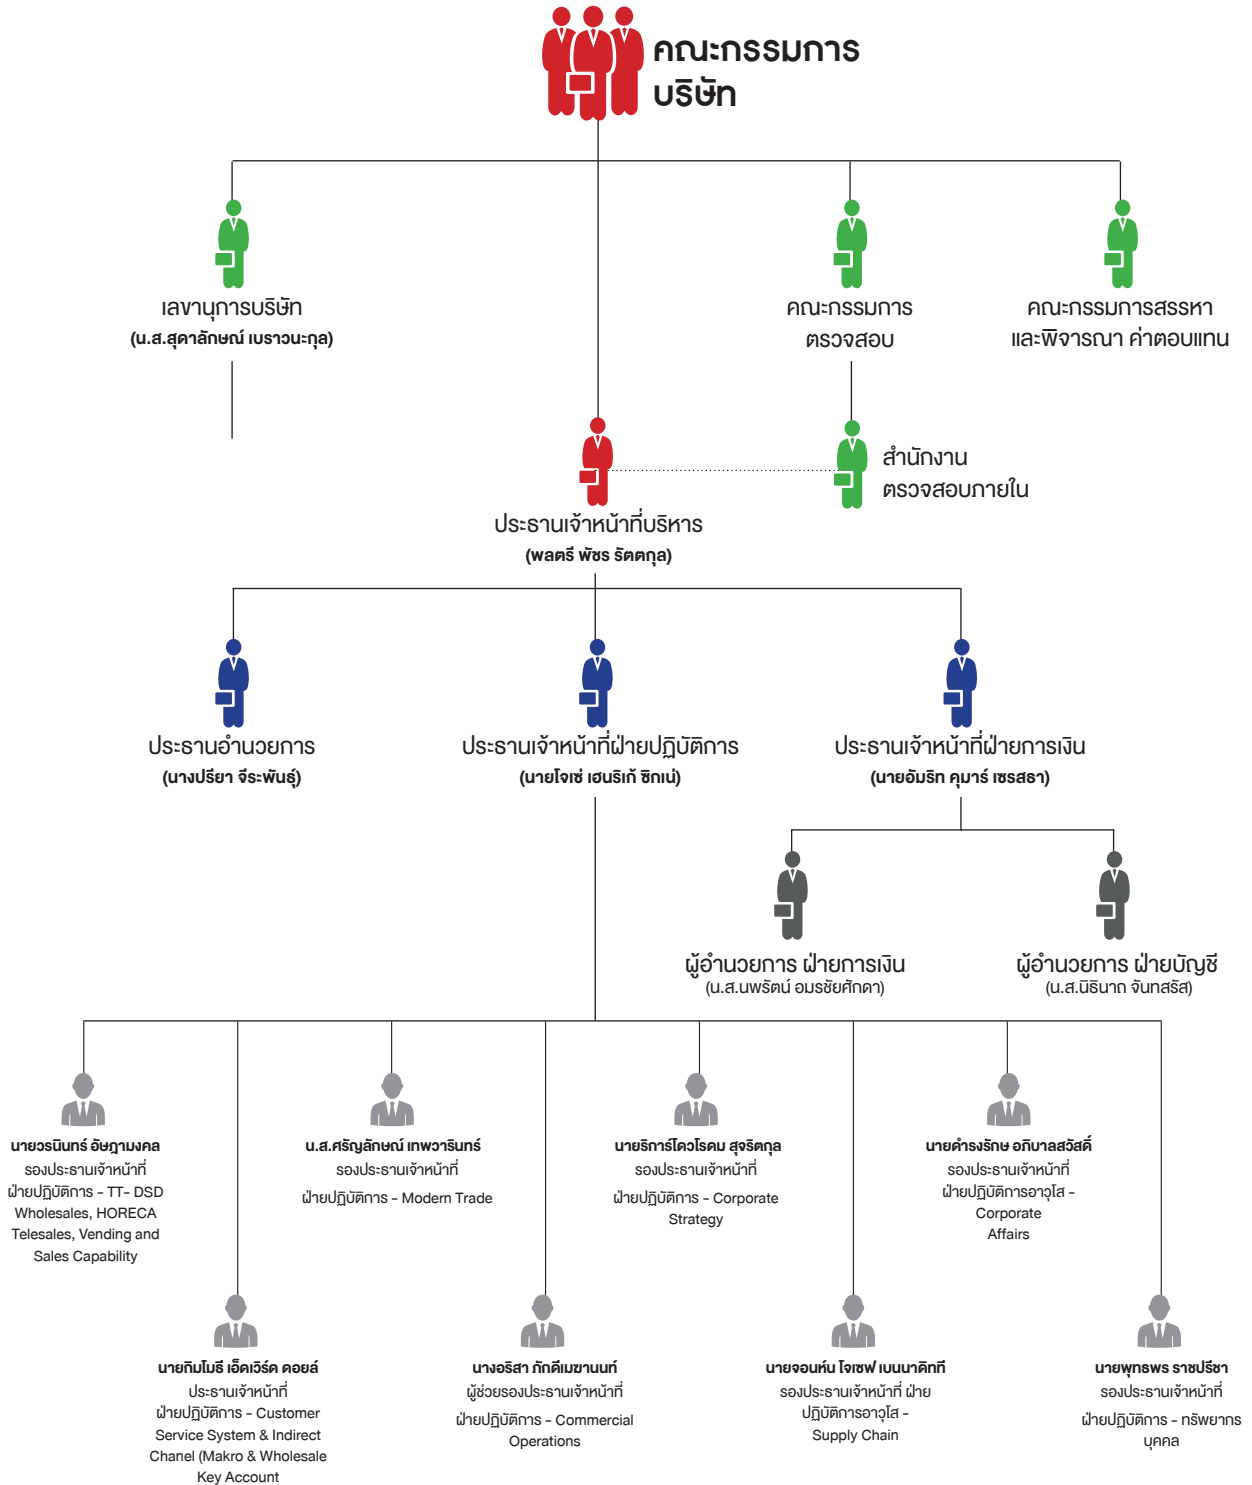 คณะกรรมการ
บริษัท
เลขานุการบริษัท
(น.ส.สุดาลักษณ์ เบราวนะกุล)
คณะกรรมการ
ตรวจสอบ
คณะกรรมการสรรหา
และพิจารณา ค่าตอบแทน
สำนักงาน
ตรวจสอบภายใน
ประธานเจ้าหน้าที่บริหาร
(พลตรี พัชร รัตตกุล)
ประธานอำนวยการ
(นางปรียา จีระพันธุ์)
ประธานเจ้าหน้าที่ฝ่ายปฏิบัติการ
(นายโจเซ่ เฮนริเก้ ซิกเน่)
ประธานเจ้าหน้าที่ฝ่ายการเงิน
(นายอัมริท คุมาร์ เซรสธา)
ผู้อำนวยการ ฝ่ายการเงิน
(น.ส.นพรัตน์ อมรชัยศักดา)
ผู้อำนวยการ ฝ่ายบัญชี
(น.ส.นิธินาถ จันทสรัส)
นายวรนินทร์ อัษฎามงคล
รองประธานเจ้าหน้าที่
ฝ่ายปฏิบัติการ - TT- DSD
Wholesales, HORECA
Telesales, Vending and
Sales Capability
น.ส.ศรัญลักษณ์ เทพวารินทร์
รองประธานเจ้าหน้าที่
ฝ่ายปฏิบัติการ - Modern Trade
นายริการ์โดวโรดม สุจริตกุล
รองประธานเจ้าหน้าที่
ฝ่ายปฏิบัติการ - Corporate
Strategy
นายดำรงรักษ อภิบาลสวัสดิ์
รองประธานเจ้าหน้าที่
ฝ่ายปฏิบัติการอาวุโส -
Corporate
Affairs
นายทิมโมธี เอ็ดเวิร์ด ดอยล์
ประธานเจ้าหน้าที่
ฝ่ายปฏิบัติการ - Customer
Service System & Indirect
Chanel (Makro & Wholesale
Key Account
นางอริสา ภักดีเมฆานนท์
ผู้ช่วยรองประธานเจ้าหน้าที่
ฝ่ายปฏิบัติการ - Commercial
Operations
นายจอนห์น โจเซฟ เบนนาดิททิ
รองประธานเจ้าหน้าที่ ฝ่าย
ปฏิบัติการอาวุโส -
Supply Chain
นายพุทธพร ราชปรีชา
รองประธานเจ้าหน้าที่
ฝ่ายปฏิบัติการ - ทรัพยากร
บุคคล